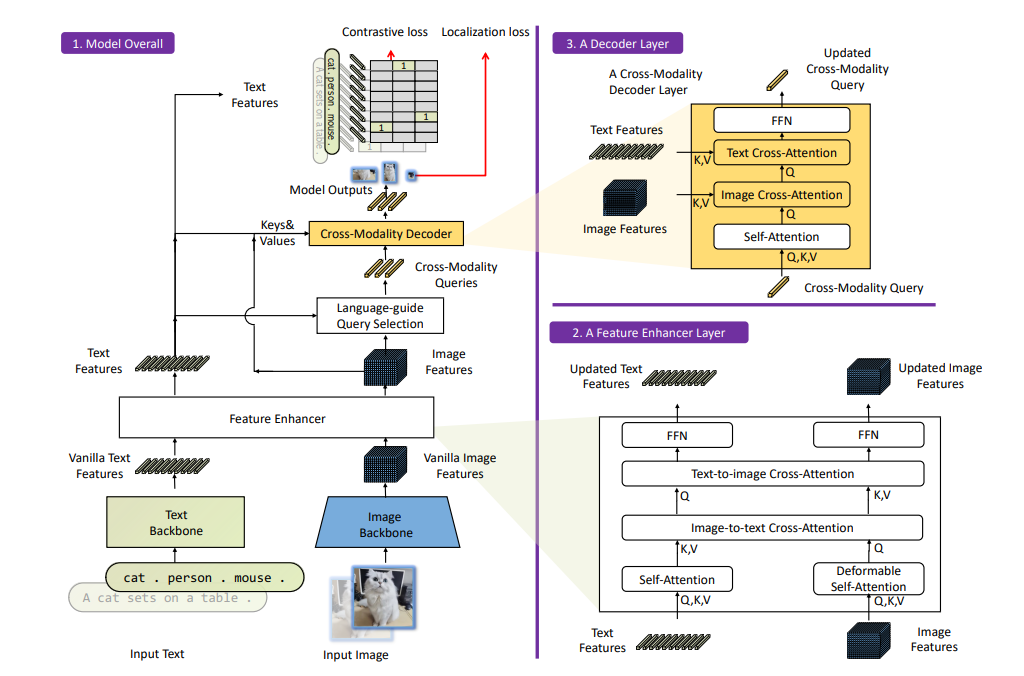 1. Model Overall
Contrastive loss
Localization loss
cat . person . mouse .
A cat sets on a table .
1
1
1
1
Text
Features
Model Outputs
Keys&
Values
Cross-Modality Decoder
Cross-Modality
Queries
Language-guide
Query Selection
Text
Features
Image
Features
Feature Enhancer
Vanilla Text
Features
Vanilla Image
Features
Text
Backbone
Image
Backbone
cat . person . mouse .
A cat sets on a table .
Input Text
Input Image
3. A Decoder Layer
A Cross-Modality
Decoder Layer
Updated
Cross-Modality
Query
FFN
Text Features
Text Cross-Attention
K,V
Q
Image Cross-Attention
K,V
Q
Image Features
Self-Attention
Q,K,V
Cross-Modality Query
2. A Feature Enhancer Layer
Updated Text
Features
Updated Image
Features
FFN
FFN
Text-to-image Cross-Attention
Q
K,V
Image-to-text Cross-Attention
K,V
Q
Self-Attention
Deformable
Self-Attention
Q,K,V
Q,K,V
Text
Features
Image
Features